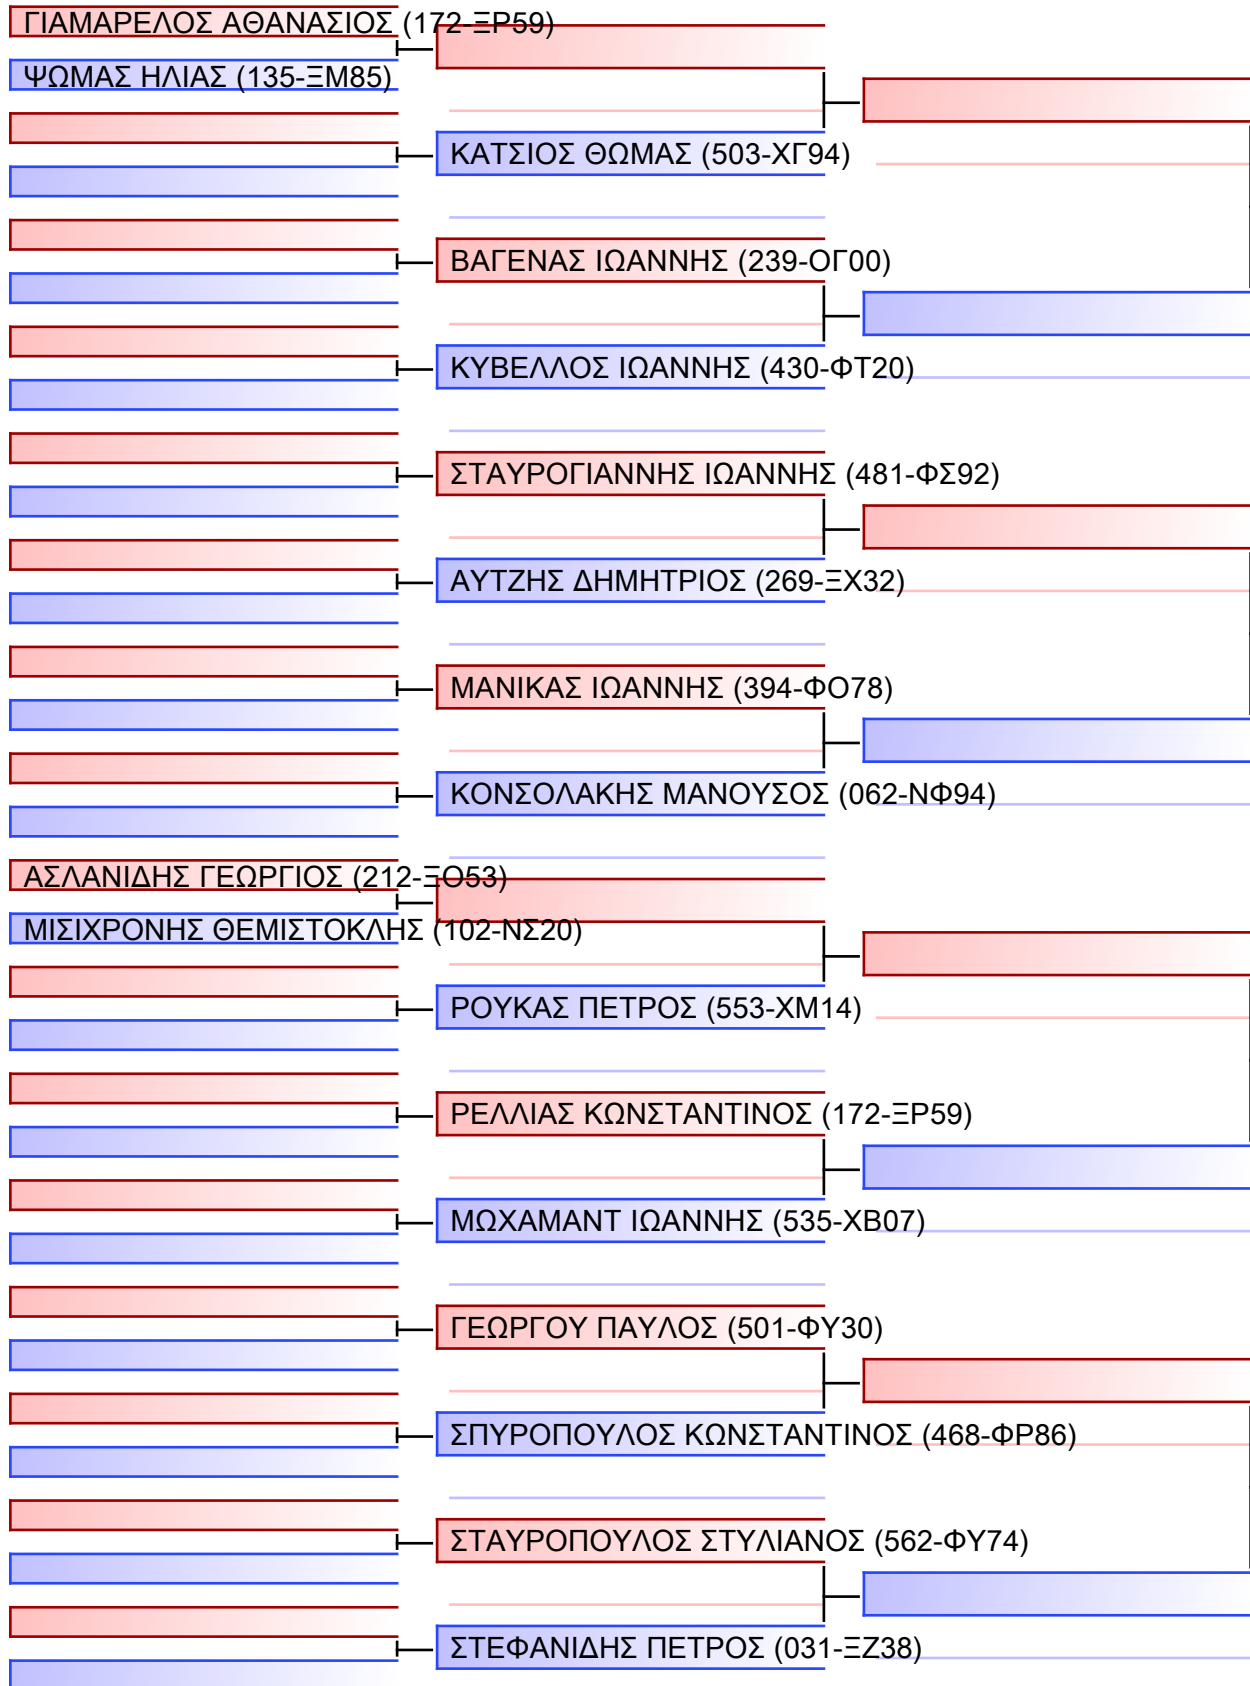 ΓΙΑΜΑΡΕΛΟΣ ΑΘΑΝΑΣΙΟΣ (172-ΞΡ59)
ΨΩΜΑΣ ΗΛΙΑΣ (135-ΞΜ85)
ΚΑΤΣΙΟΣ ΘΩΜΑΣ (503-ΧΓ94)
ΒΑΓΕΝΑΣ ΙΩΑΝΝΗΣ (239-ΟΓ00)
ΚΥΒΕΛΛΟΣ ΙΩΑΝΝΗΣ (430-ΦΤ20)
ΣΤΑΥΡΟΓΙΑΝΝΗΣ ΙΩΑΝΝΗΣ (481-ΦΣ92)
ΑΥΤΖΗΣ ΔΗΜΗΤΡΙΟΣ (269-ΞΧ32)
ΜΑΝΙΚΑΣ ΙΩΑΝΝΗΣ (394-ΦΟ78)
ΚΟΝΣΟΛΑΚΗΣ ΜΑΝΟΥΣΟΣ (062-ΝΦ94)
ΑΣΛΑΝΙΔΗΣ ΓΕΩΡΓΙΟΣ (212-ΞΟ53)
ΜΙΣΙΧΡΟΝΗΣ ΘΕΜΙΣΤΟΚΛΗΣ (102-ΝΣ20)
ΡΟΥΚΑΣ ΠΕΤΡΟΣ (553-ΧΜ14)
ΡΕΛΛΙΑΣ ΚΩΝΣΤΑΝΤΙΝΟΣ (172-ΞΡ59)
ΜΩΧΑΜΑΝΤ ΙΩΑΝΝΗΣ (535-ΧΒ07)
ΓΕΩΡΓΟΥ ΠΑΥΛΟΣ (501-ΦΥ30)
ΣΠΥΡΟΠΟΥΛΟΣ ΚΩΝΣΤΑΝΤΙΝΟΣ (468-ΦΡ86)
ΣΤΑΥΡΟΠΟΥΛΟΣ ΣΤΥΛΙΑΝΟΣ (562-ΦΥ74)
ΣΤΕΦΑΝΙΔΗΣ ΠΕΤΡΟΣ (031-ΞΖ38)